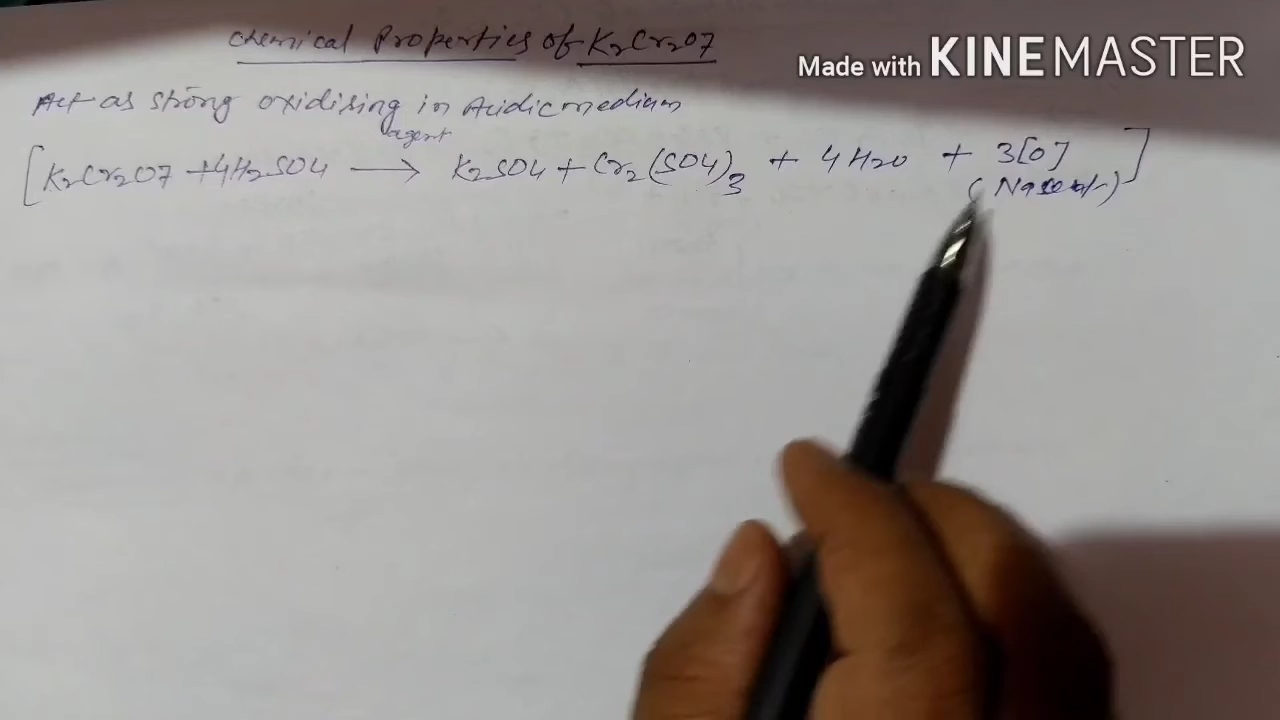 Chemical Properties of K2Cr2O7
Made with KINEMASTER
Act as strong oxidising in Acidic medium
agent
[K2Cr2O7 + 4H2SO4 → K2SO4 + Cr2(SO4)3 + 4H2O + 3[O] ]
(Nascent)